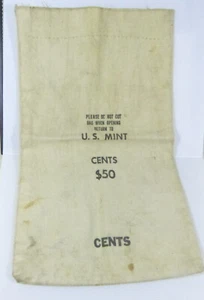 PLEASE DO NOT CUT
BAG WHEN OPENING
RETURN TO
U.S. MINT
CENTS
$50
CENTS